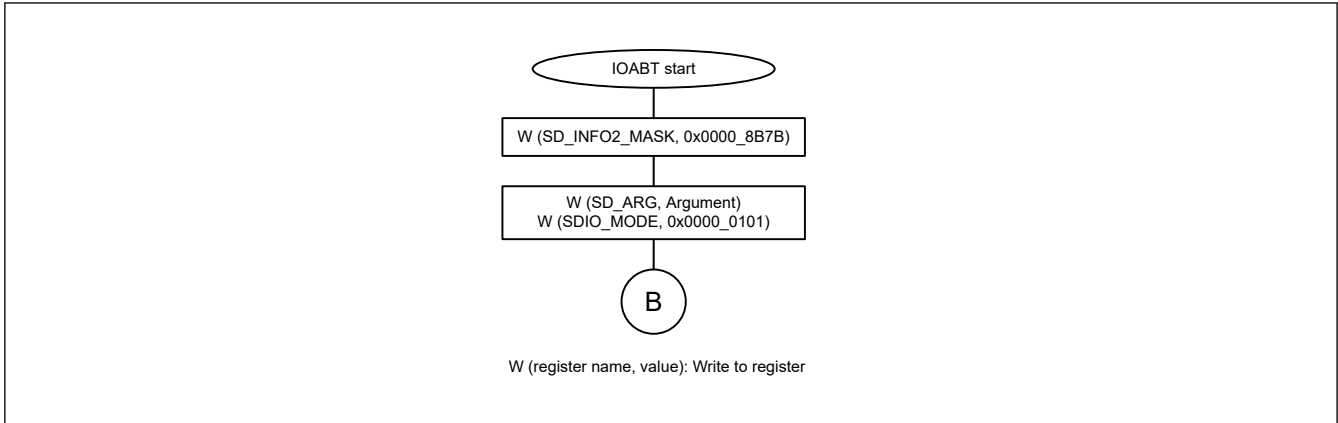 IOABT start
W (SD_INFO2_MASK, 0x0000_8B7B)
W (SD_ARG, Argument)
W (SDIO_MODE, 0x0000_0101)
B
W (register name, value): Write to register